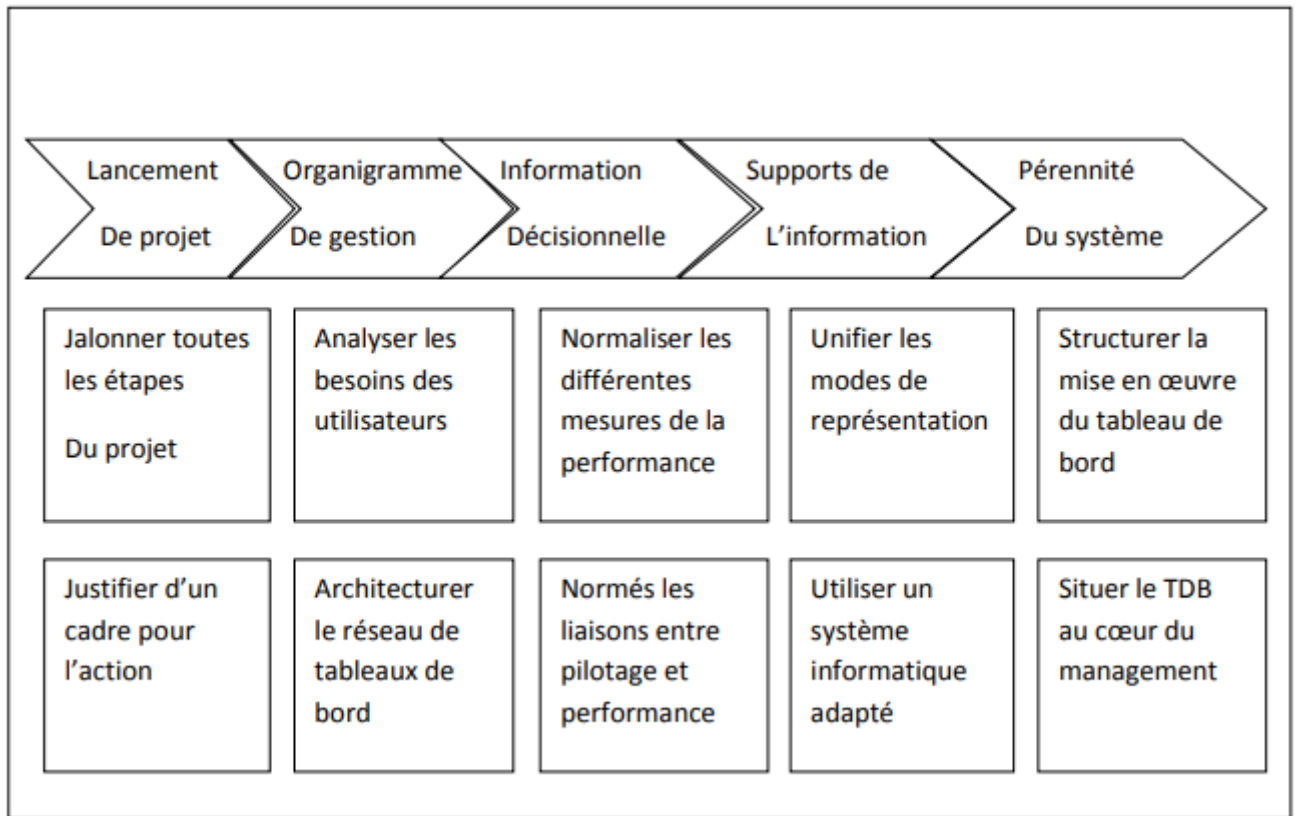 Lancement
De projet
Organigramme
De gestion
Information
Décisionnelle
Supports de
L’information
Pérennité
Du système
Jalonner toutes
les étapes
Du projet
Analyser les
besoins des
utilisateurs
Normaliser les
différentes
mesures de la
performance
Unifier les
modes de
représentation
Structurer la
mise en œuvre
du tableau de
bord
Justifier d’un
cadre pour
l’action
Architecturer
le réseau de
tableaux de
bord
Normés les
liaisons entre
pilotage et
performance
Utiliser un
système
informatique
adapté
Situer le TDB
au cœur du
management